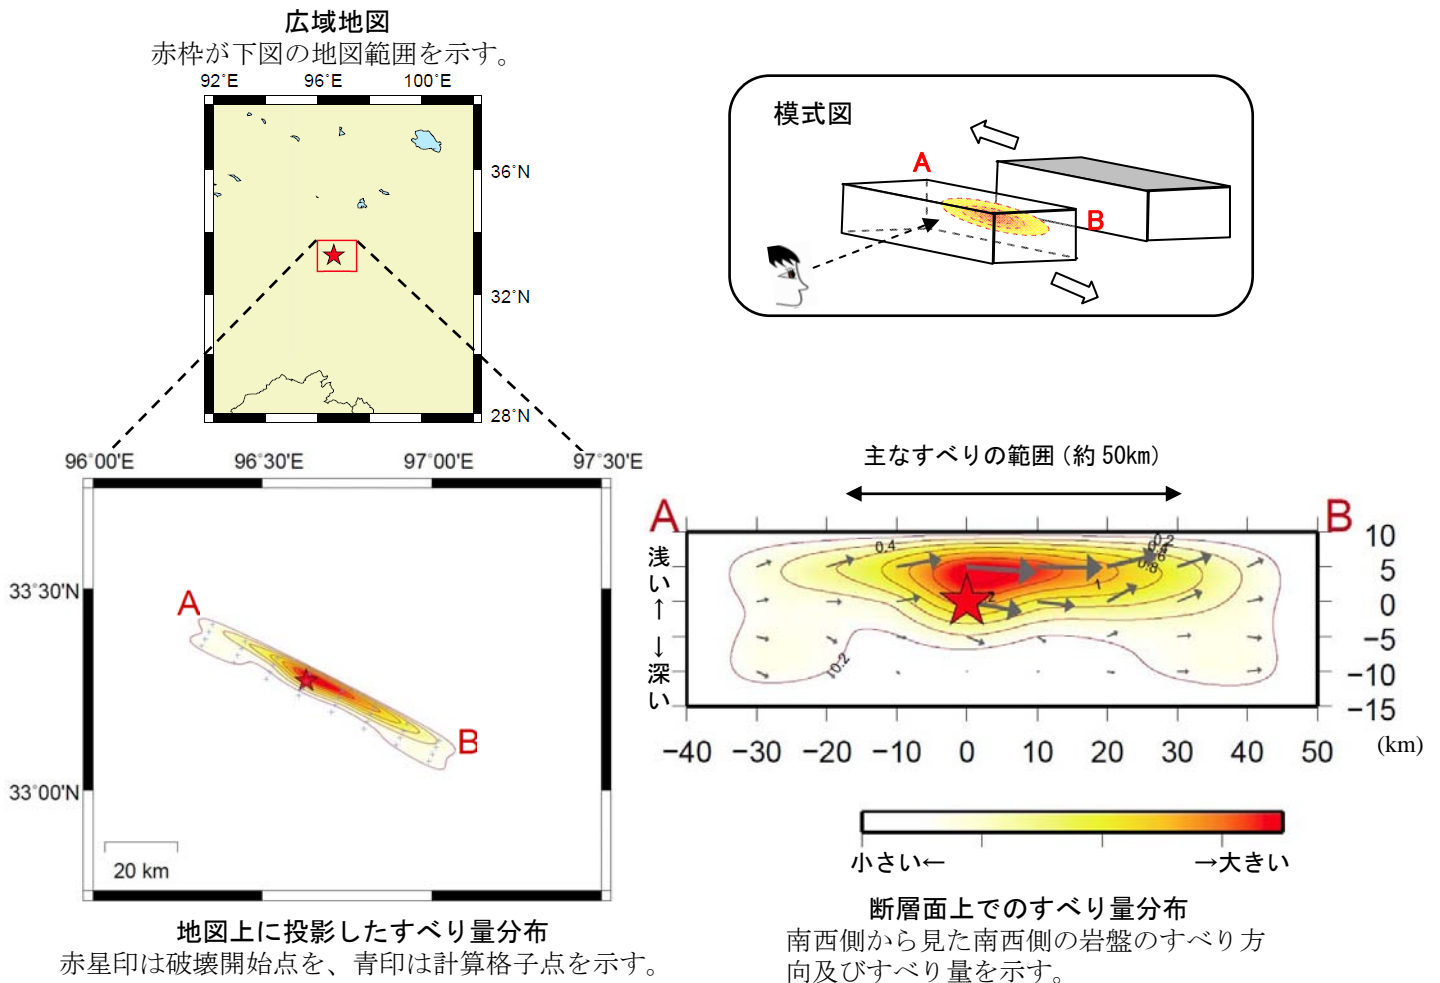 広域地図
赤枠が下図の地図範囲を示す。
92°E 96°E 100°E
36°N
32°N
28°N
模式図
A
B
96°00'E 96°30'E 97°00'E 97°30'E
33°30'N
33°00'N
A
B
20 km
地図上に投影したすべり量分布
赤星印は破壊開始点を、青印は計算格子点を示す。
主なすべりの範囲（約 50km）
A B
浅い← →深い
0.4
0.2
0.8
1
2
0.2
10
5
0
−5
−10
−15
−40 −30 −20 −10 0 10 20 30 40 50
(km)
小さい← →大きい
断層面上でのすべり量分布
南西側から見た南西側の岩盤のすべり方
向及びすべり量を示す。